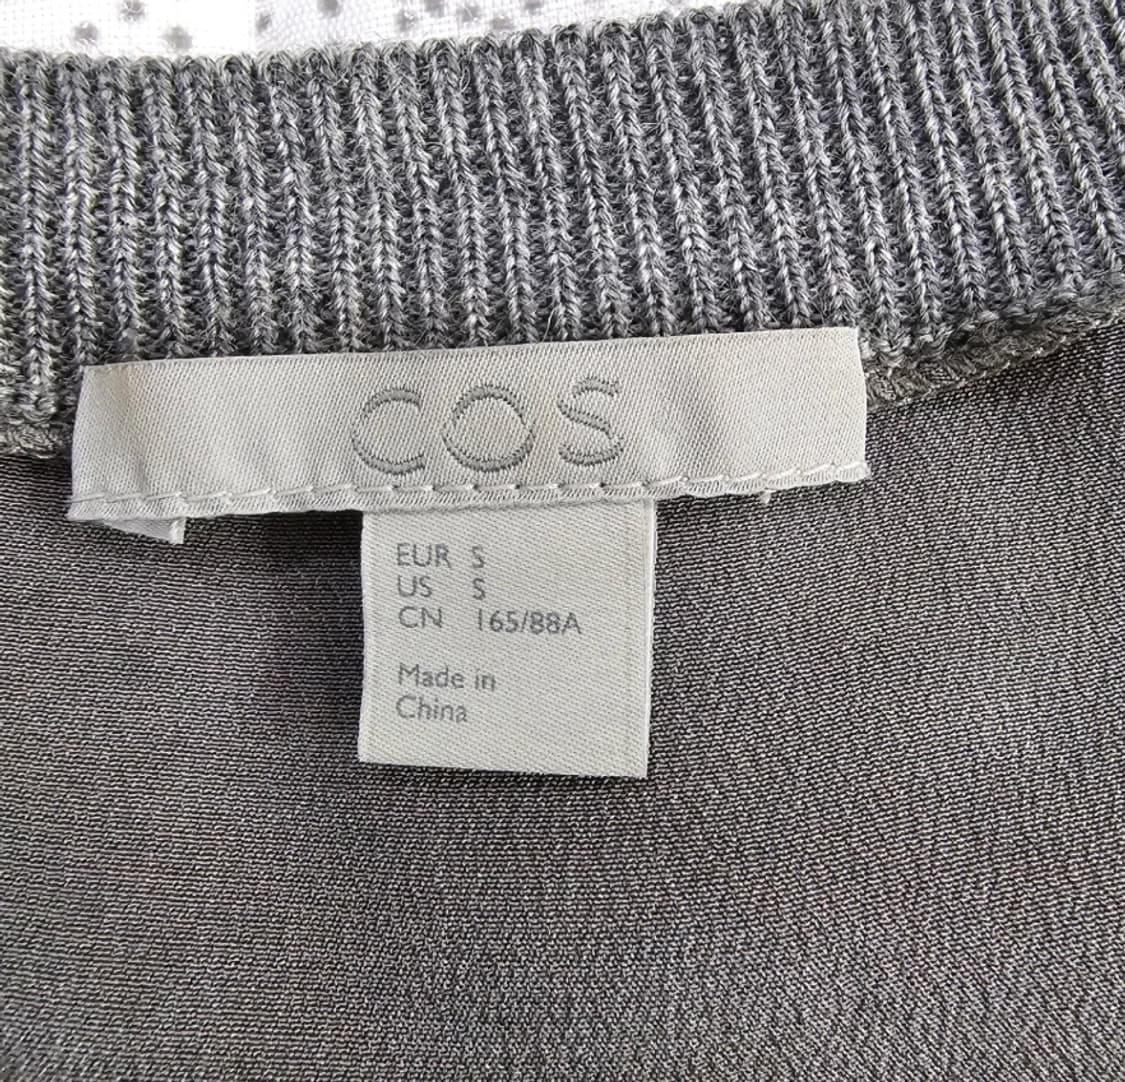 COS
EUR S
US S
CN 165/88A
Made in
China